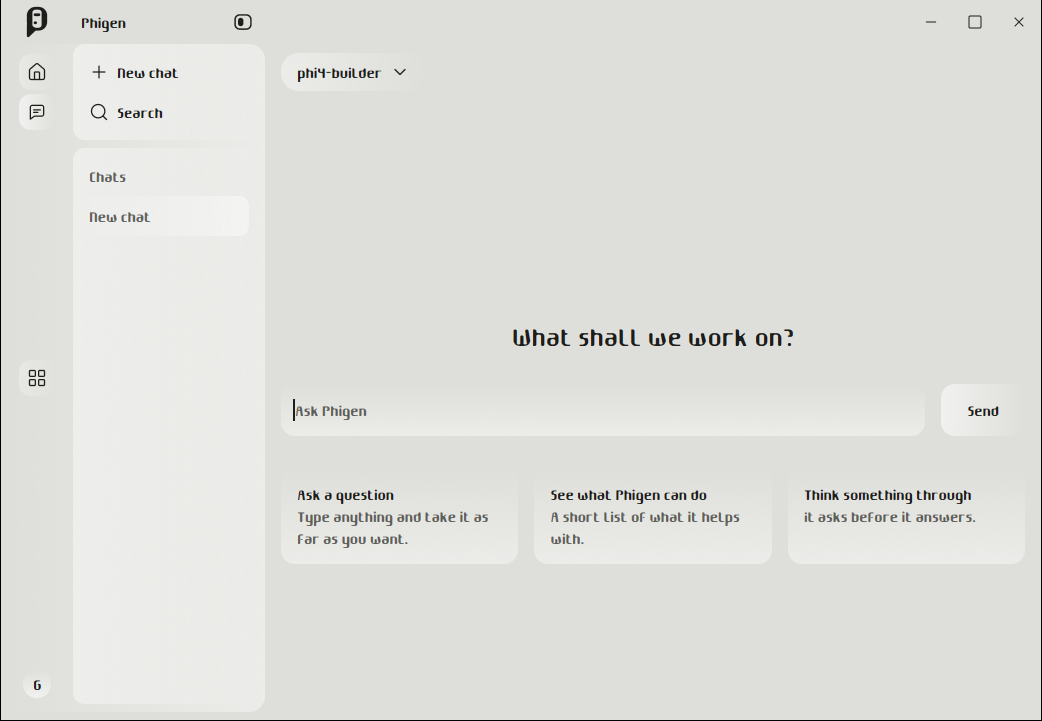 Phigen
New chat
Search
Chats
New chat
phi4-builder
What shall we work on?
Ask Phigen
Send
Ask a question
Type anything and take it as
far as you want.
See what Phigen can do
A short list of what it helps
with.
Think something through
it asks before it answers.
G